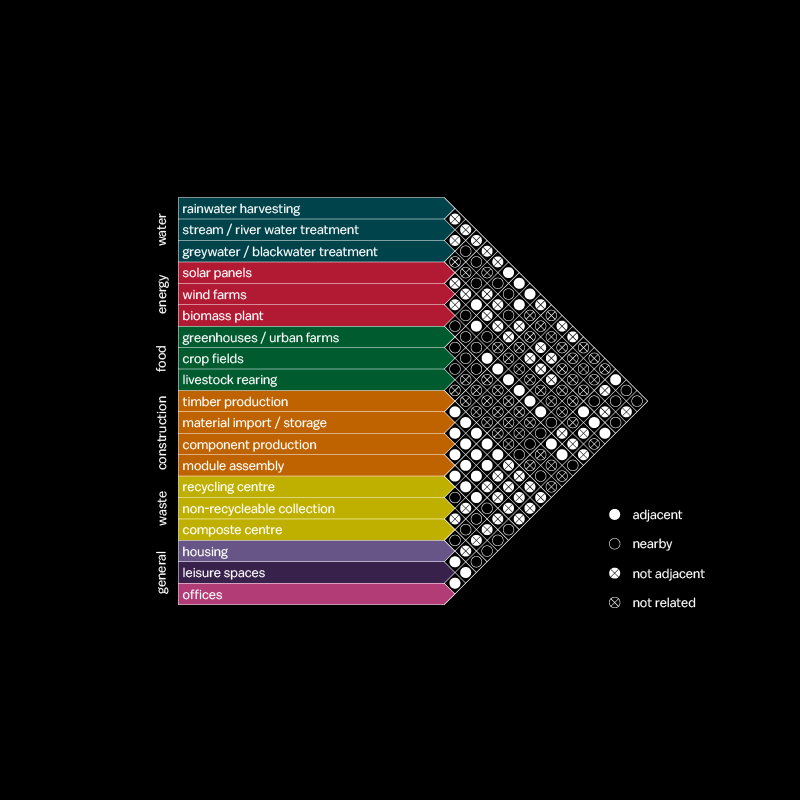 water
rainwater harvesting
stream / river water treatment
greywater / blackwater treatment
energy
solar panels
wind farms
biomass plant
food
greenhouses / urban farms
crop fields
livestock rearing
construction
timber production
material import / storage
component production
module assembly
waste
recycling centre
non-recycleable collection
composte centre
general
housing
leisure spaces
offices
adjacent
nearby
not adjacent
not related